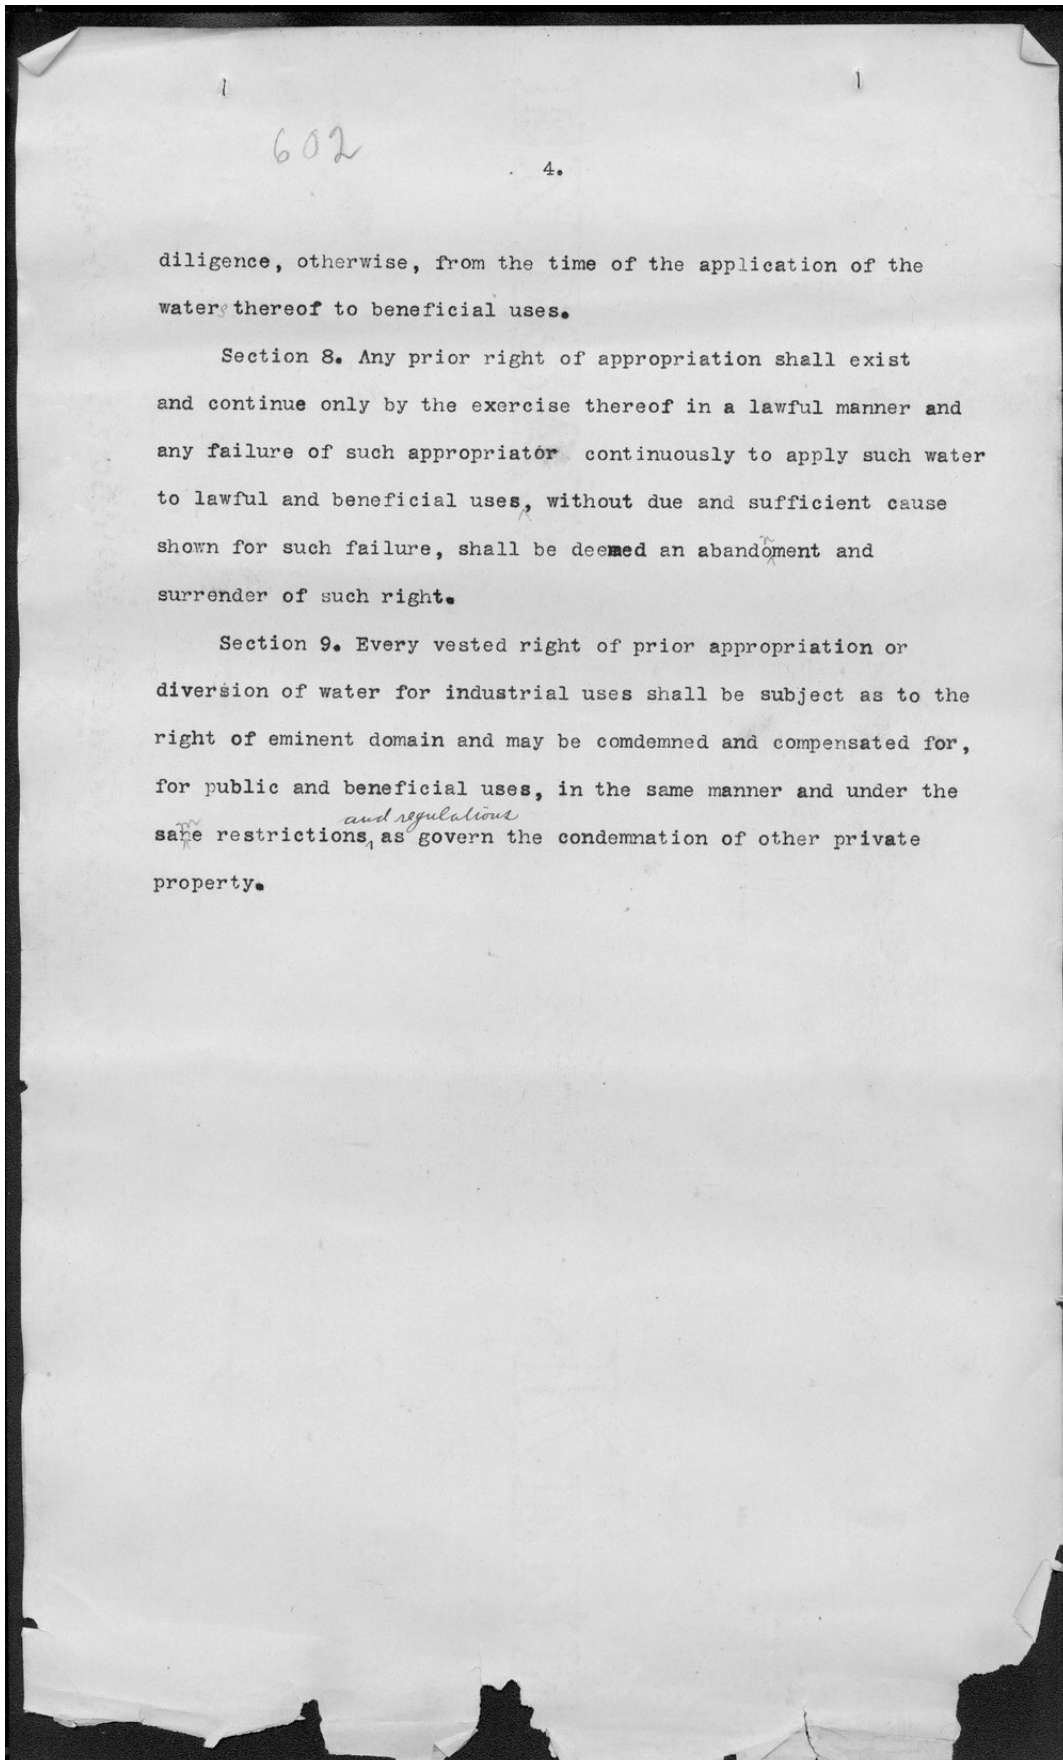 602
4.
diligence, otherwise, from the time of the application of the
waters thereof to beneficial uses.
Section 8. Any prior right of appropriation shall exist
and continue only by the exercise thereof in a lawful manner and
any failure of such appropriator continuously to apply such water
to lawful and beneficial uses, without due and sufficient cause
shown for such failure, shall be deemed an abandonment and
surrender of such right.
Section 9. Every vested right of prior appropriation or
diversion of water for industrial uses shall be subject as to the
right of eminent domain and may be comdemned and compensated for,
for public and beneficial uses, in the same manner and under the
and regulations
same restrictions, as govern the condemnation of other private
property.